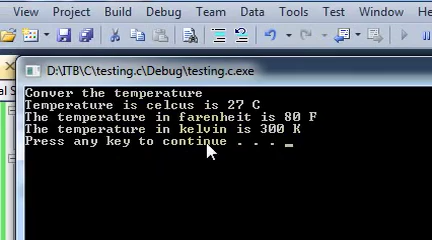 Project Build Debug Team Data Tools Test Window
D:\ITB\C\testing.c\Debug\testing.c.exe
Conver the temperature
Temperature is celcus is 27 C
The temperature in farenheit is 80 F
The temperature in kelvin is 300 K
Press any key to continue . . . _